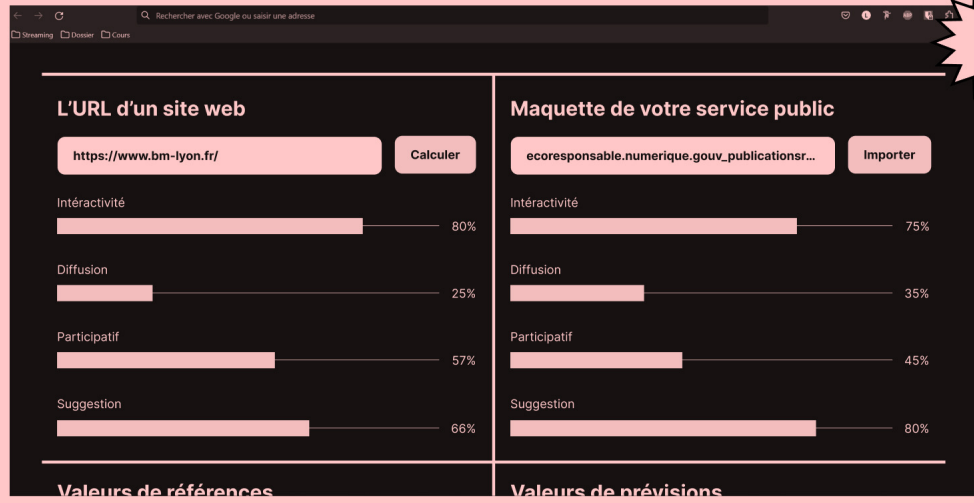 Rechercher avec Google ou saisir une adresse
Streaming Dossier Cours
L'URL d'un site web
https://www.bm-lyon.fr/
Calculer
Intéractivité
80%
Diffusion
25%
Participatif
57%
Suggestion
66%
Maquette de votre service public
ecoresponsable.numerique.gouv_publicationsr...
Importer
Intéractivité
75%
Diffusion
35%
Participatif
45%
Suggestion
80%
Valeurs de références
Valeurs de prévisions